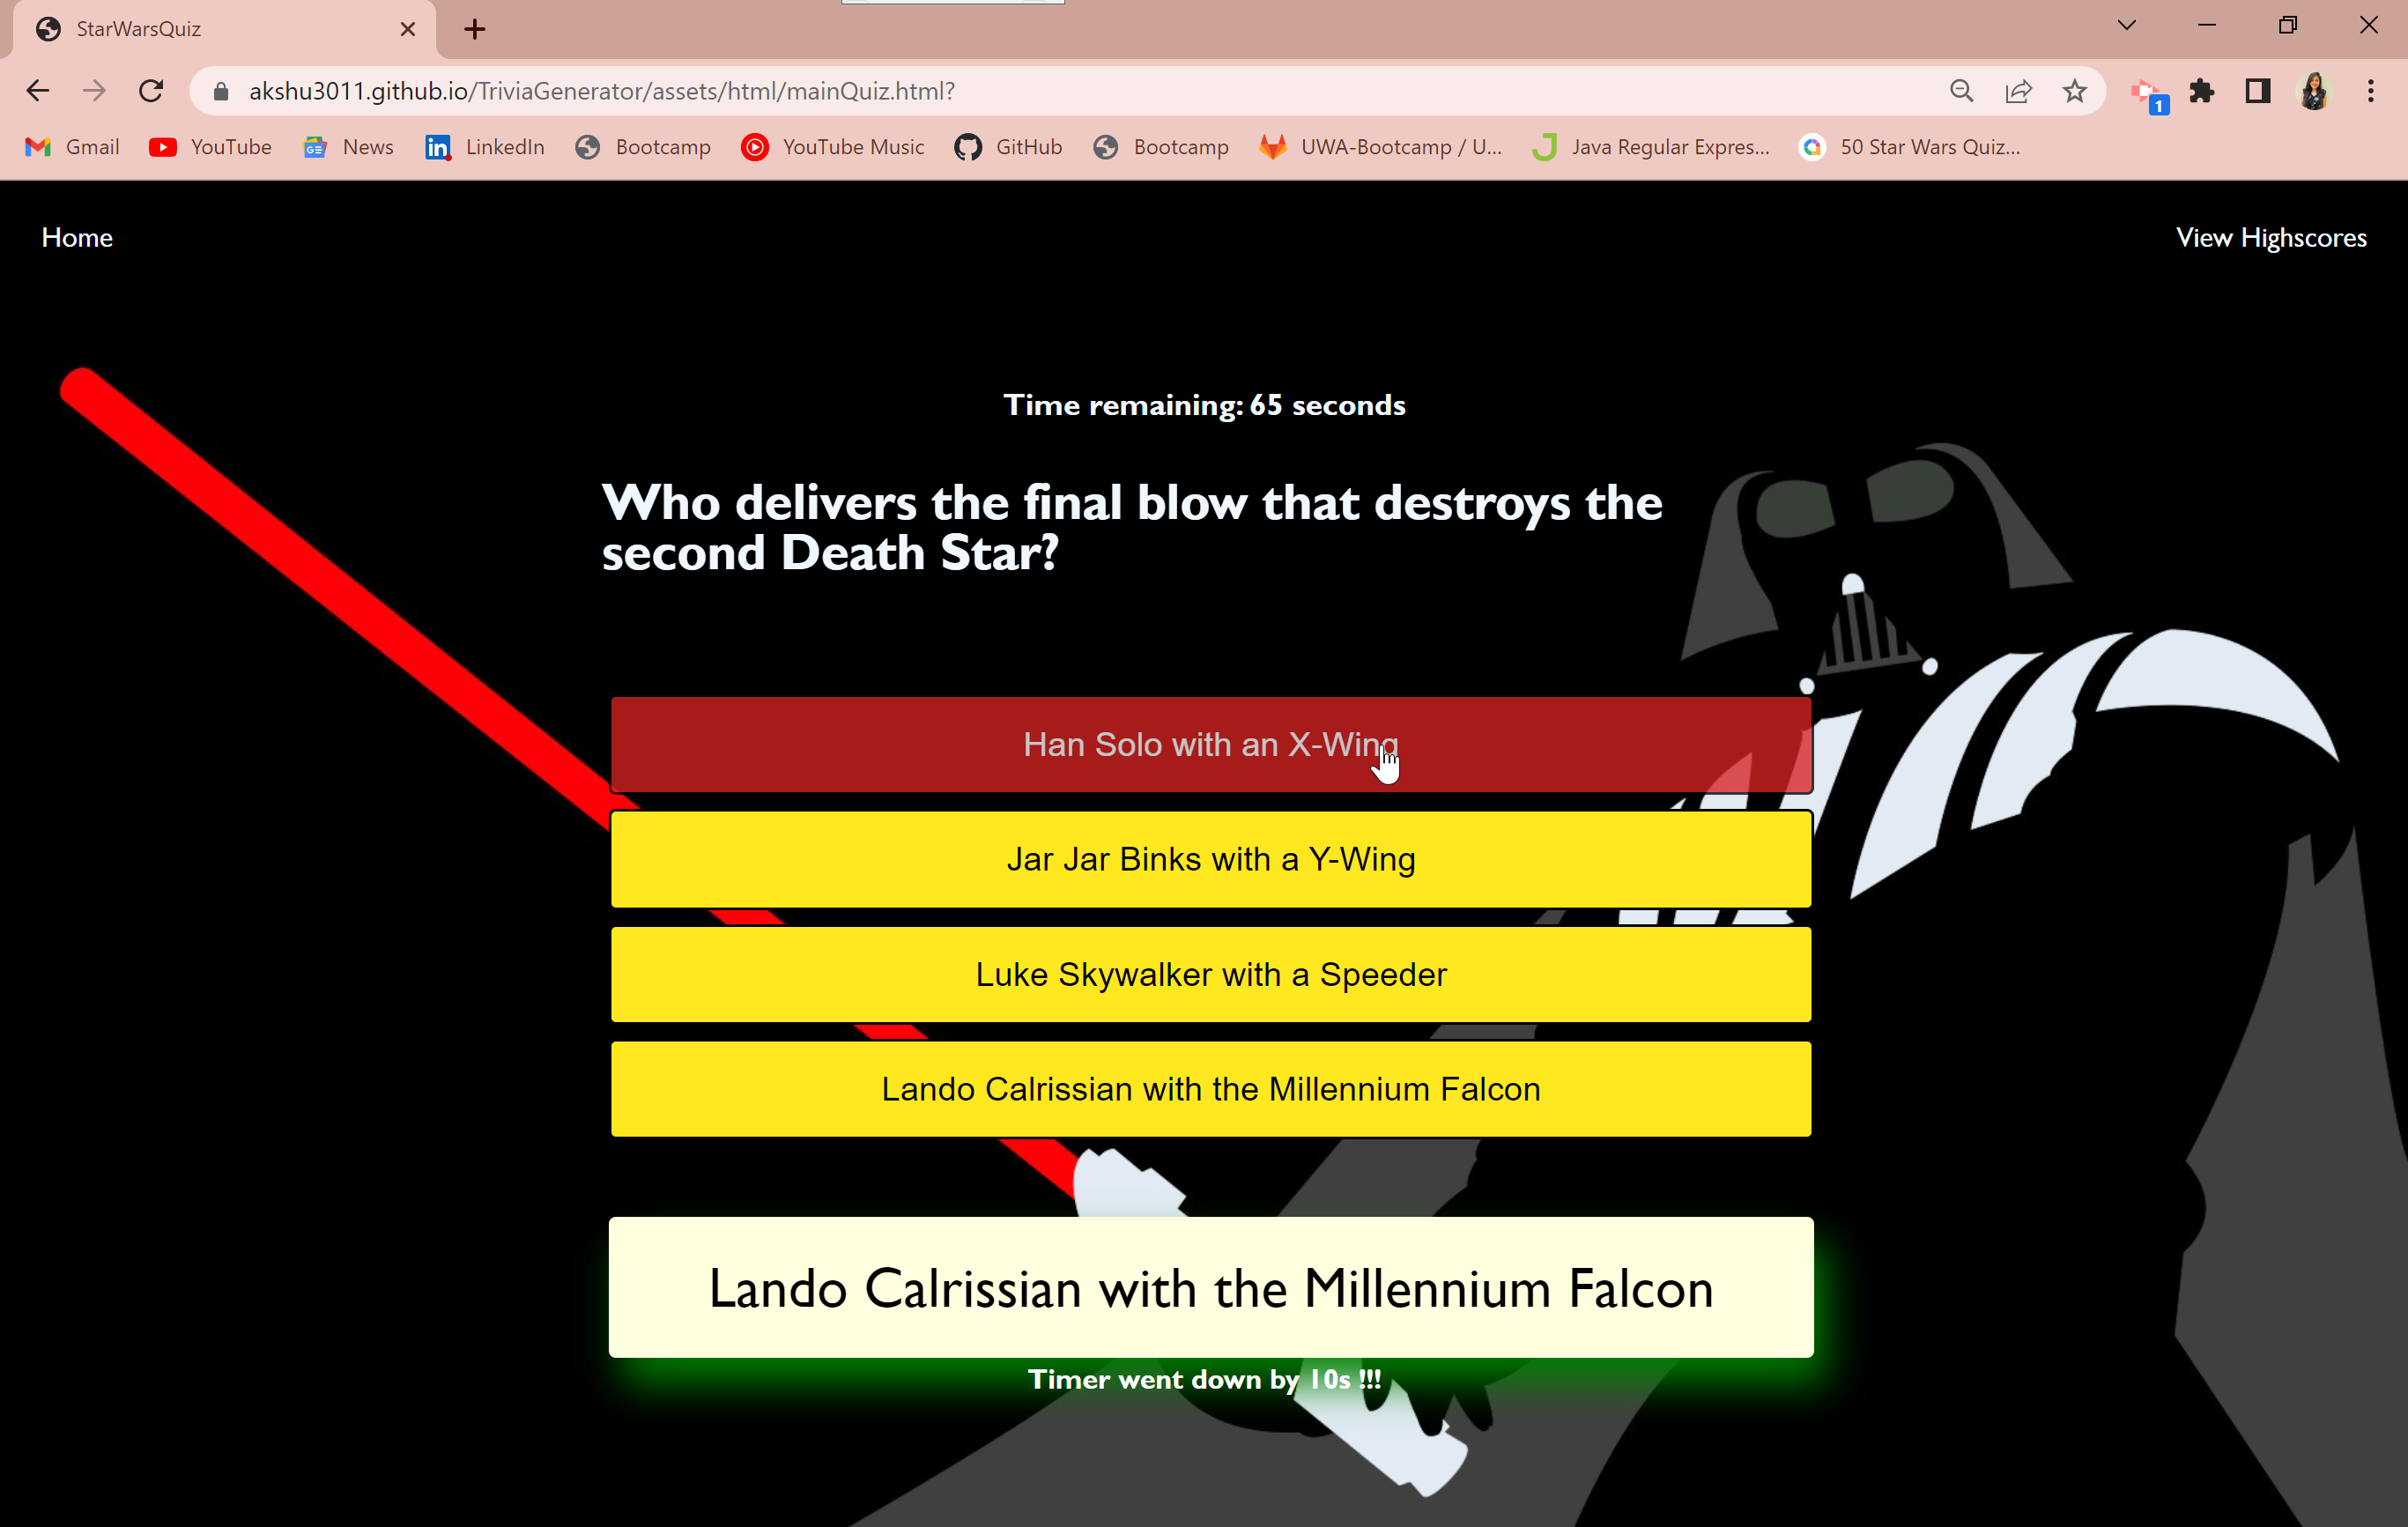 StarWarsQuiz
akshu3011.github.io/TriviaGenerator/assets/html/mainQuiz.html?
1
Gmail YouTube News LinkedIn Bootcamp YouTube Music GitHub Bootcamp UWA-Bootcamp / U... Java Regular Expres... 50 Star Wars Quiz...
Home View Highscores
Time remaining: 65 seconds
Who delivers the final blow that destroys the
second Death Star?
Han Solo with an X-Wing
Jar Jar Binks with a Y-Wing
Luke Skywalker with a Speeder
Lando Calrissian with the Millennium Falcon
Lando Calrissian with the Millennium Falcon
Timer went down by 10s !!!